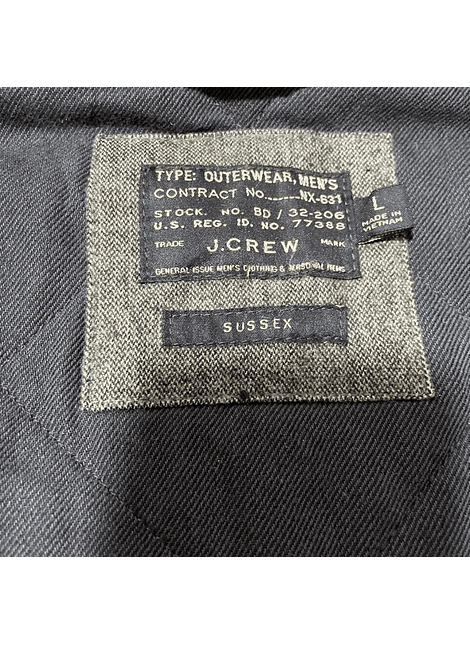 TYPE: OUTERWEAR, MEN'S
CONTRACT No.......NX-631
STOCK. NO. BD / 32-206
U.S. REG. ID. NO. 77388
TRADE J.CREW MARK
GENERAL ISSUE MEN'S CLOTHING & PERSONAL ITEMS
L
MADE IN
VIETNAM
SUSSEX